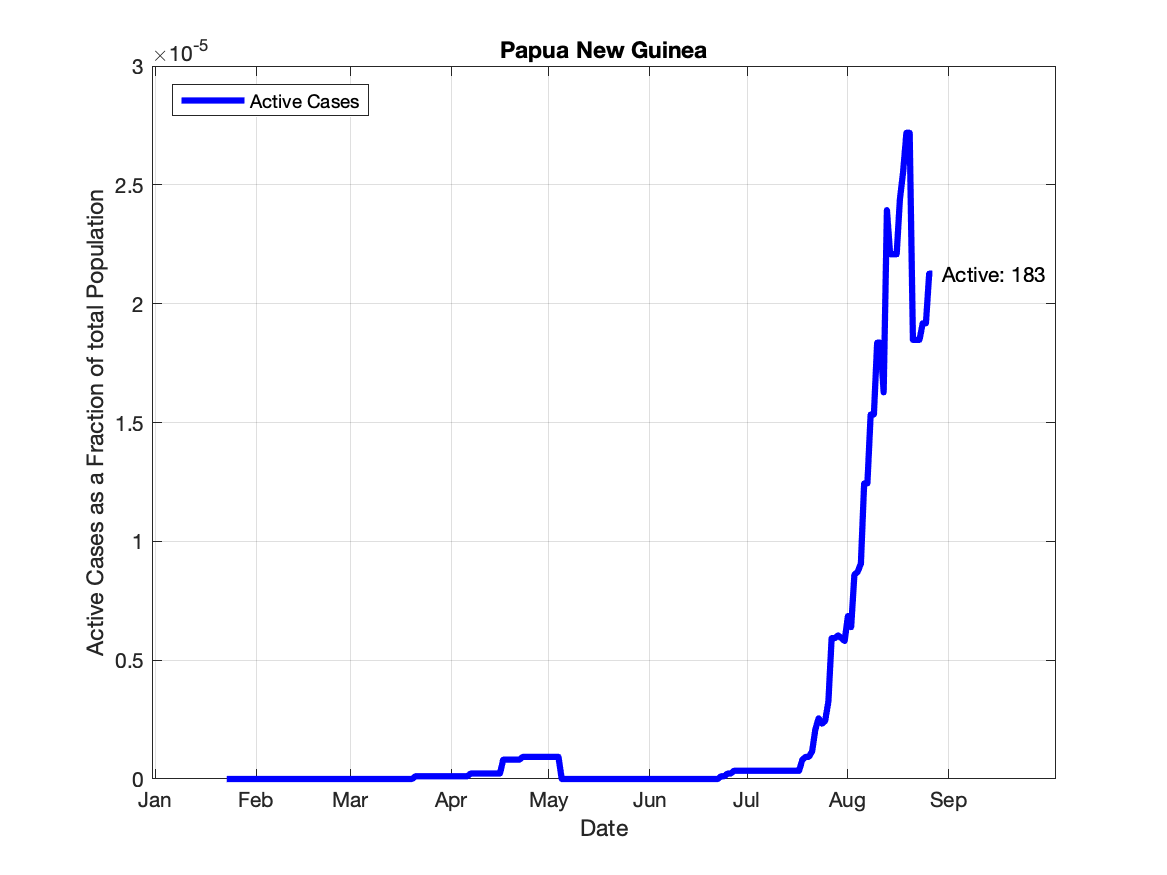 Papua New Guinea
×10-5
3
2.5
2
1.5
1
0.5
0
Active Cases as a Fraction of total Population
Active Cases
Active: 183
Jan Feb Mar Apr May Jun Jul Aug Sep
Date